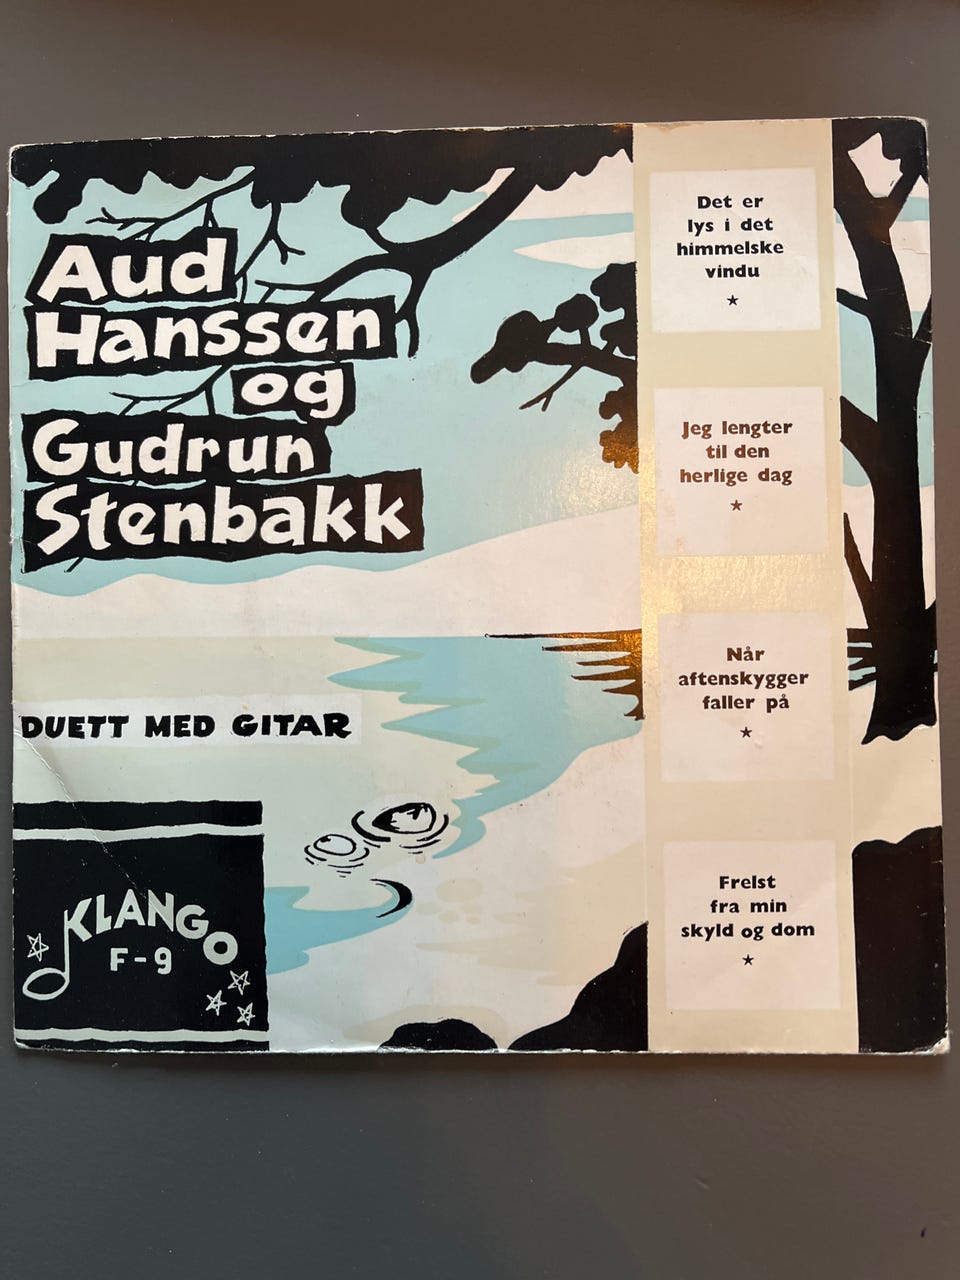 Aud
Hanssen
og
Gudrun
Stenbakk
DUETT MED GITAR
KLANGO
F-9
Det er
lys i det
himmelske
vindu
★
Jeg lengter
til den
herlige dag
★
Når
aftenskygger
faller på
★
Frelst
fra min
skyld og dom
★